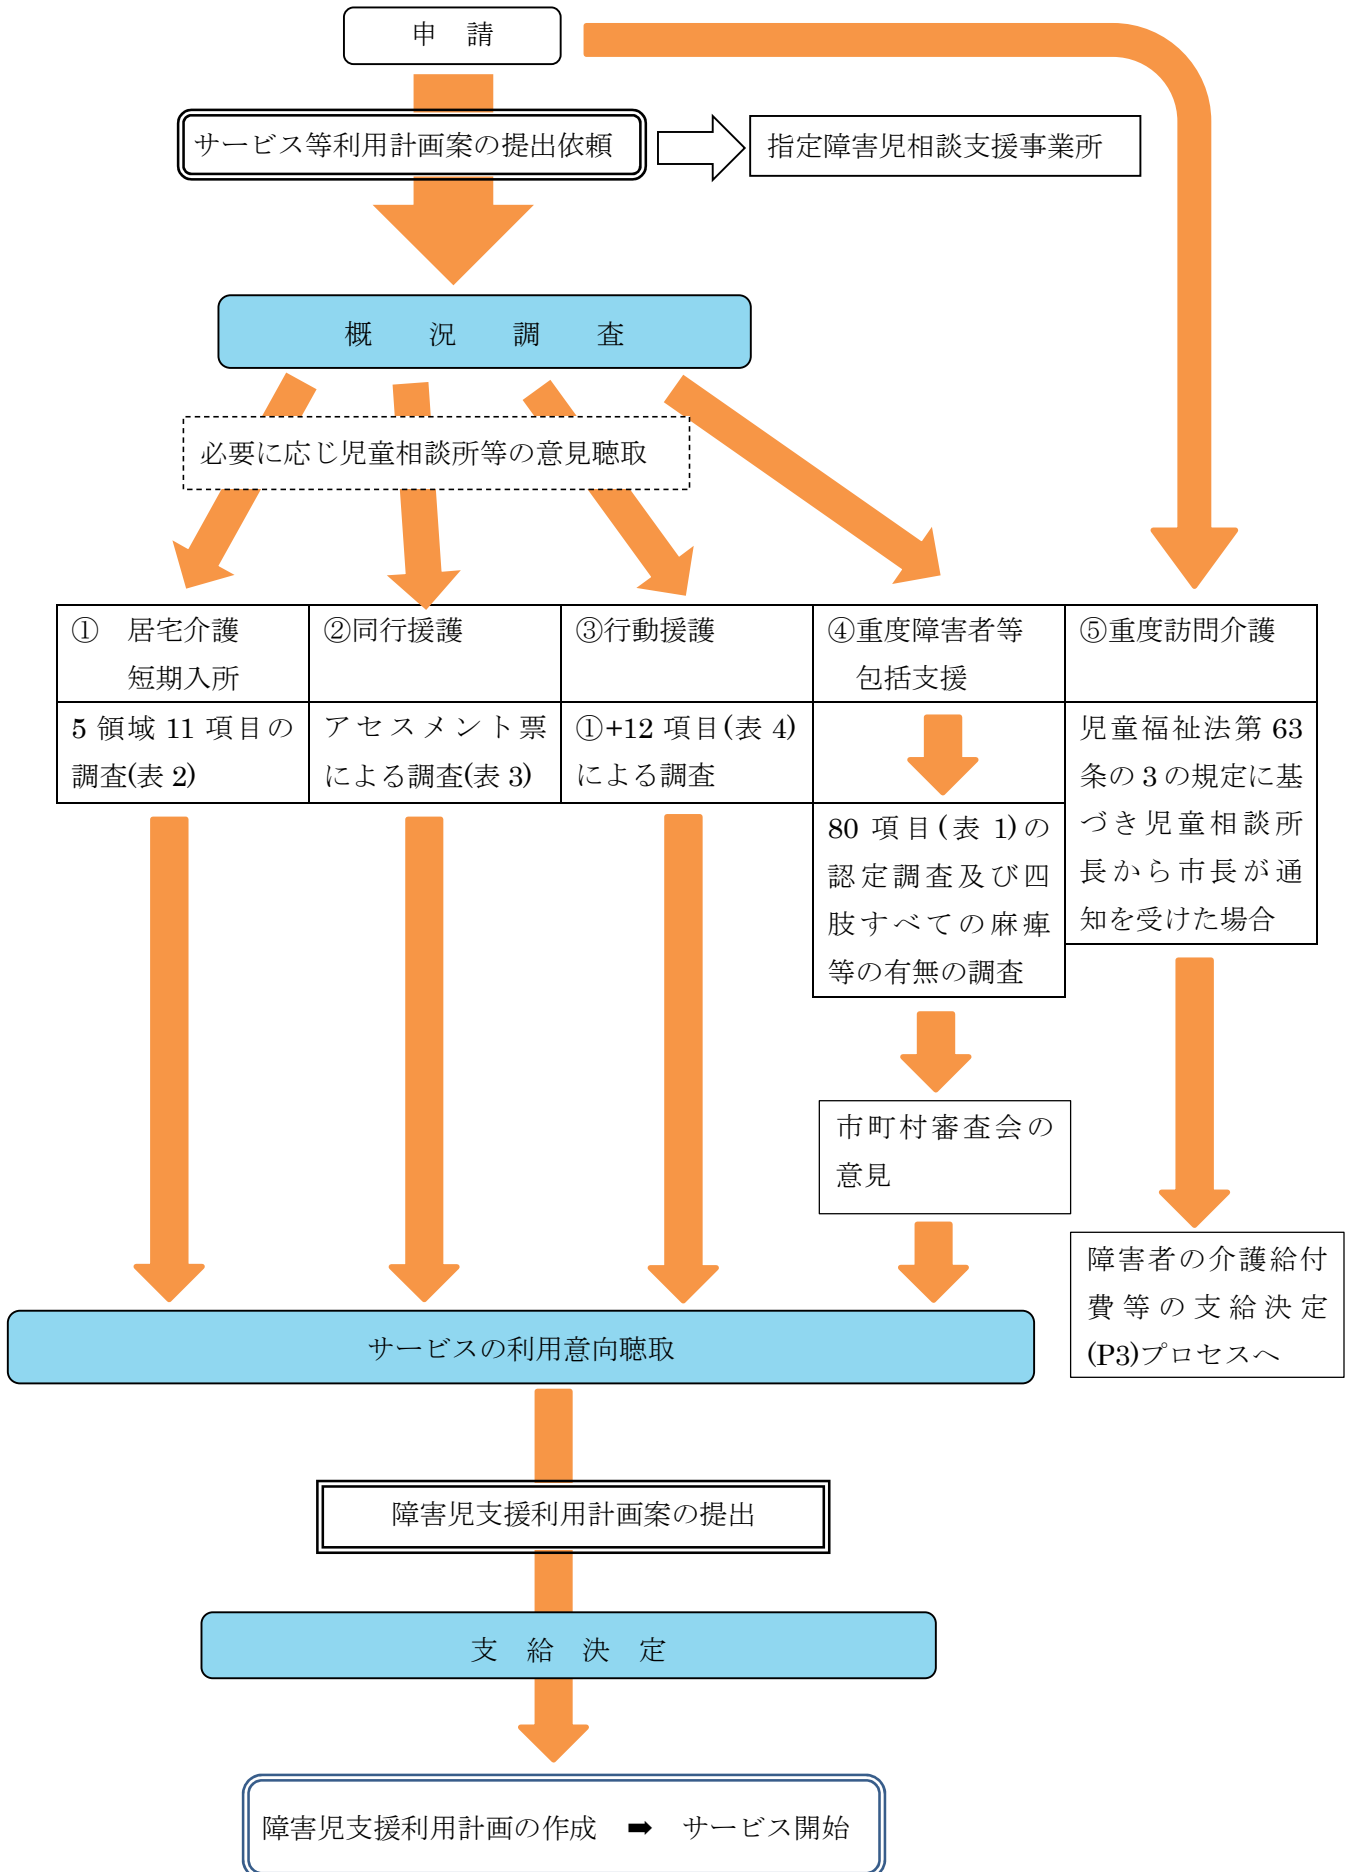 申　請
サービス等利用計画案の提出依頼
指定障害児相談支援事業所
概　況　調　査
必要に応じ児童相談所等の意見聴取
①　居宅介護
短期入所
②同行援護
③行動援護
④重度障害者等
包括支援
⑤重度訪問介護
5 領域 11 項目の
調査(表 2)
アセスメント票
による調査(表 3)
①+12 項目(表 4)
による調査
80 項目(表 1)の
認定調査及び四
肢すべての麻痺
等の有無の調査
児童福祉法第 63
条の 3 の規定に基
づき児童相談所
長から市長が通
知を受けた場合
市町村審査会の
意見
障害者の介護給付
費等の支給決定
(P3)プロセスへ
サービスの利用意向聴取
障害児支援利用計画案の提出
支　給　決　定
障害児支援利用計画の作成　➡　サービス開始